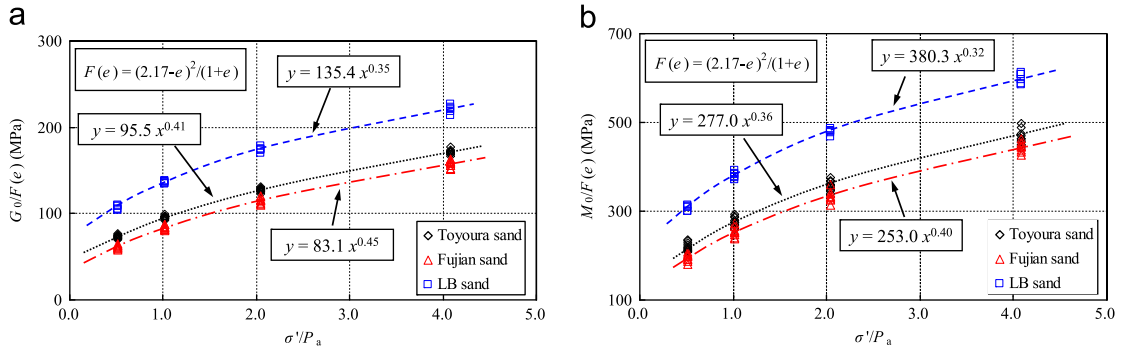 a
300
200
100
0
G₀/F(e) (MPa)
F(e) = (2.17-e)²/(1+e)
y = 135.4 x^0.35
y = 95.5 x^0.41
y = 83.1 x^0.45
Toyoura sand
Fujian sand
LB sand
0.0 1.0 2.0 3.0 4.0 5.0
σ'/Pₐ
b
700
500
300
100
M₀/F(e) (MPa)
F(e) = (2.17-e)²/(1+e)
y = 380.3 x^0.32
y = 277.0 x^0.36
y = 253.0 x^0.40
Toyoura sand
Fujian sand
LB sand
0.0 1.0 2.0 3.0 4.0 5.0
σ'/Pₐ